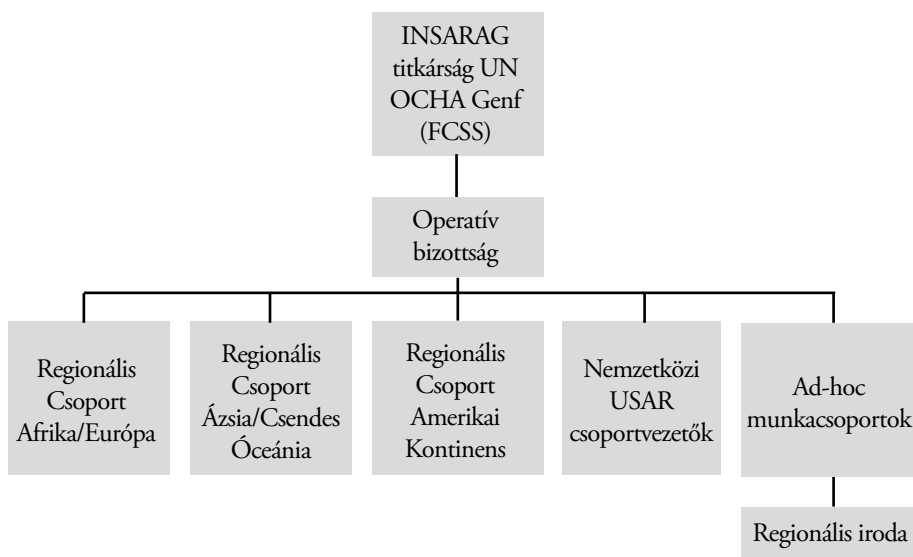 INSARAG
titkárság UN
OCHA Genf
(FCSS)
Operatív
bizottság
Regionális
Csoport
Afrika/Európa
Regionális
Csoport
Ázsia/Csendes
Óceánia
Regionális
Csoport
Amerikai
Kontinens
Nemzetközi
USAR
csoportvezetők
Ad-hoc
munkacsoportok
Regionális iroda